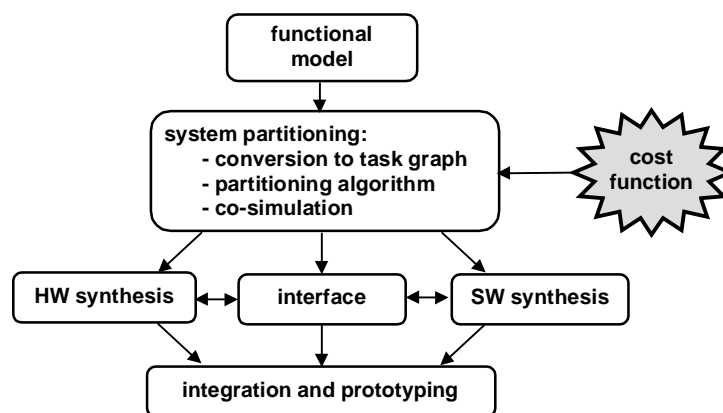 functional
model
system partitioning:
- conversion to task graph
- partitioning algorithm
- co-simulation
cost
function
HW synthesis
interface
SW synthesis
integration and prototyping